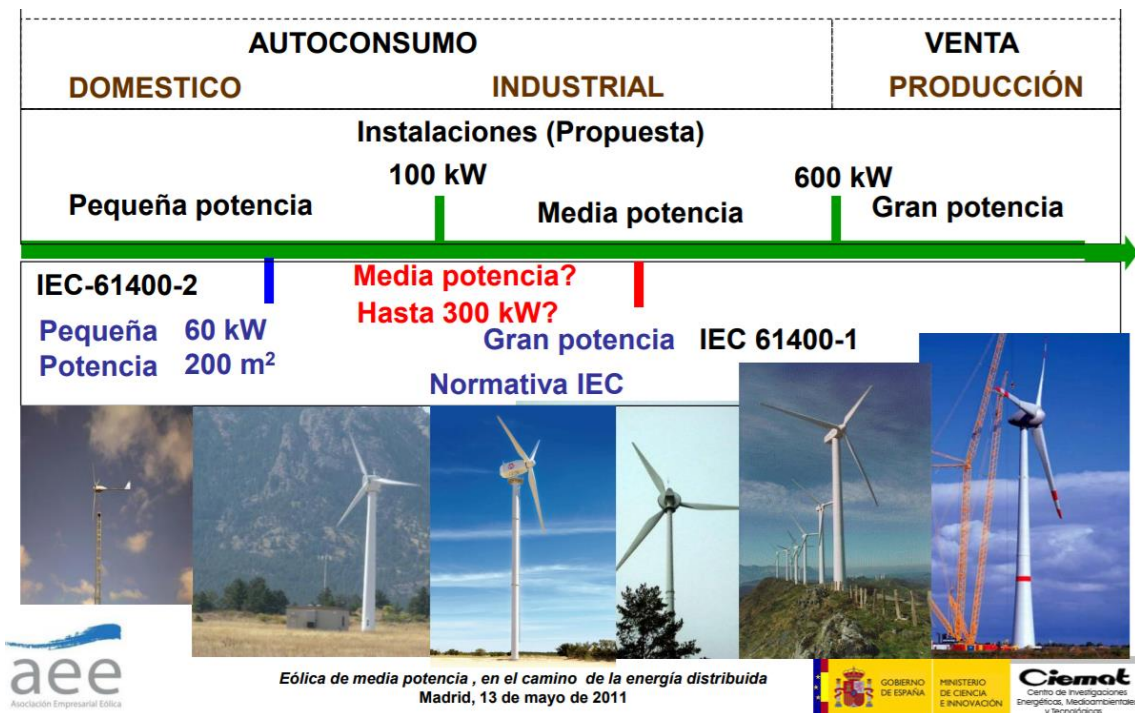 AUTOCONSUMO
VENTA
DOMESTICO
INDUSTRIAL
PRODUCCIÓN
Instalaciones (Propuesta)
100 kW
600 kW
Pequeña potencia
Media potencia
Gran potencia
IEC-61400-2
Media potencia?
Hasta 300 kW?
Pequeña 60 kW
Potencia 200 m²
Gran potencia IEC 61400-1
Normativa IEC
aee
Asociación Empresarial Eólica
Eólica de media potencia , en el camino de la energía distribuida
Madrid, 13 de mayo de 2011
GOBIERNO
DE ESPAÑA
MINISTERIO
DE CIENCIA
E INNOVACIÓN
Ciemat
Centro de Investigaciones
Energéticas, Medioambientales
y Tecnológicas